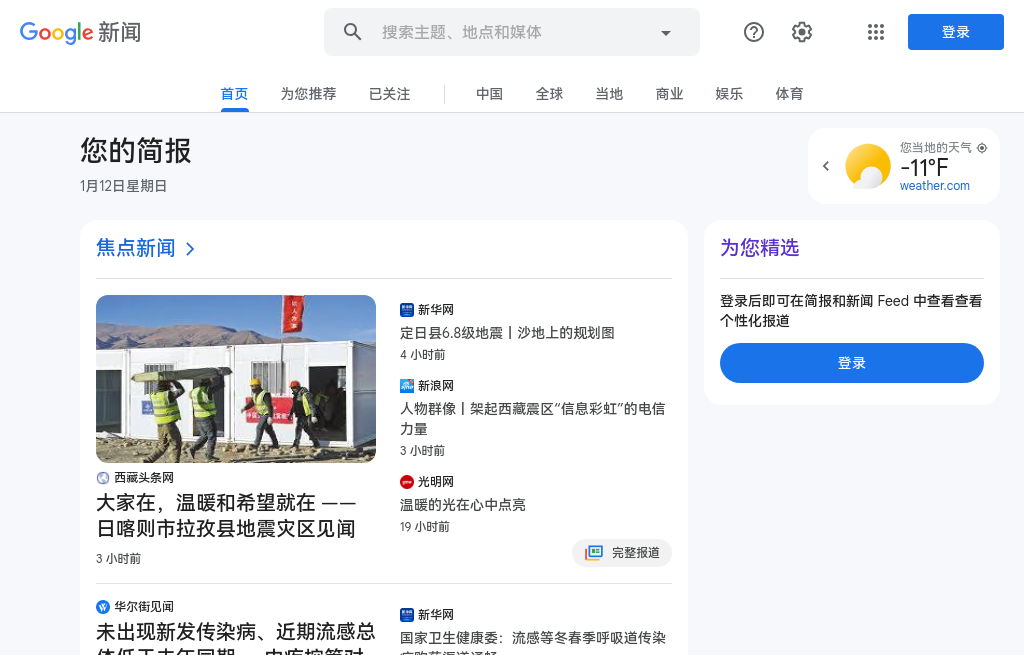 Google 新闻
搜索主题、地点和媒体
登录
首页
为您推荐
已关注
中国
全球
当地
商业
娱乐
体育
您的简报
1月12日星期日
您当地的天气
-11°F
weather.com
焦点新闻
西藏头条网
大家在，温暖和希望就在 ——
日喀则市拉孜县地震灾区见闻
3 小时前
新华网
定日县6.8级地震丨沙地上的规划图
4 小时前
新浪网
人物群像丨架起西藏震区“信息彩虹”的电信
力量
3 小时前
光明网
温暖的光在心中点亮
19 小时前
完整报道
为您精选
登录后即可在简报和新闻 Feed 中查看查看
个性化报道
登录
华尔街见闻
未出现新发传染病、近期流感总
新华网
国家卫生健康委：流感等冬春季呼吸道传染